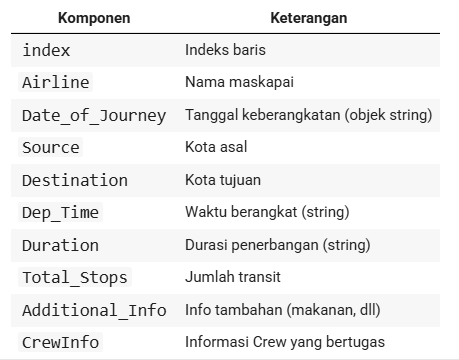 Komponen Keterangan
index Indeks baris
Airline Nama maskapai
Date_of_Journey Tanggal keberangkatan (objek string)
Source Kota asal
Destination Kota tujuan
Dep_Time Waktu berangkat (string)
Duration Durasi penerbangan (string)
Total_Stops Jumlah transit
Additional_Info Info tambahan (makanan, dll)
CrewInfo Informasi Crew yang bertugas